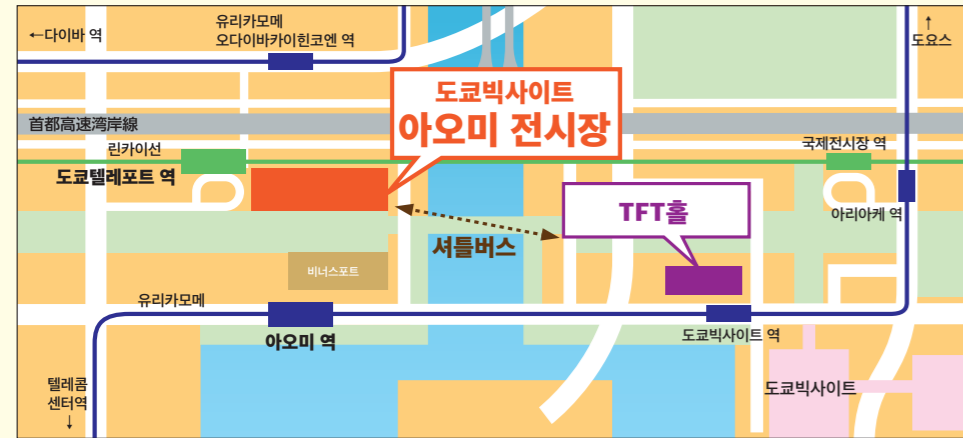 ←다이바 역
유리카모메
오다이바카이힌코엔 역
↑
도요스
도쿄빅사이트
아오미 전시장
首都高速湾岸線
린카이선
도쿄텔레포트 역
국제전시장 역
TFT홀
아리아케 역
셔틀버스
비너스포트
유리카모메
아오미 역
도쿄빅사이트 역
텔레콤
센터역
↓
도쿄빅사이트